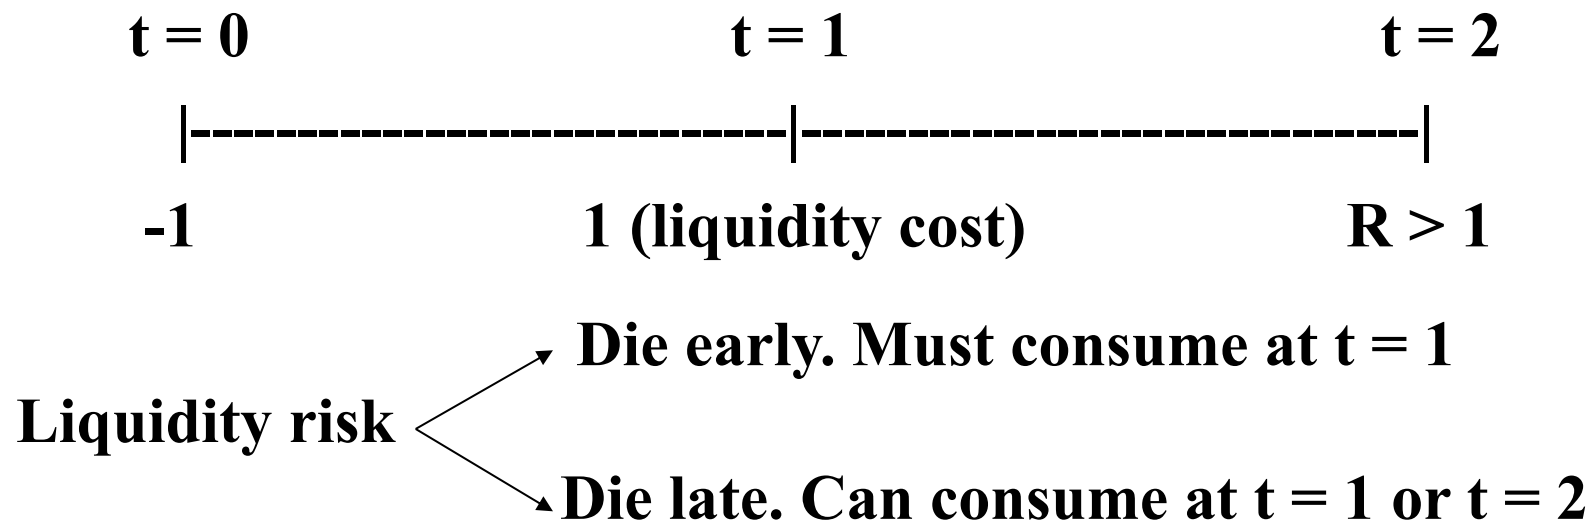 t = 0 t = 1 t = 2
-1 1 (liquidity cost) R > 1
Die early. Must consume at t = 1
Liquidity risk
Die late. Can consume at t = 1 or t = 2